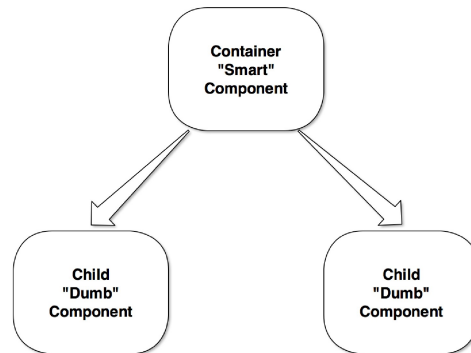 Container
"Smart"
Component
Child
"Dumb"
Component
Child
"Dumb"
Component